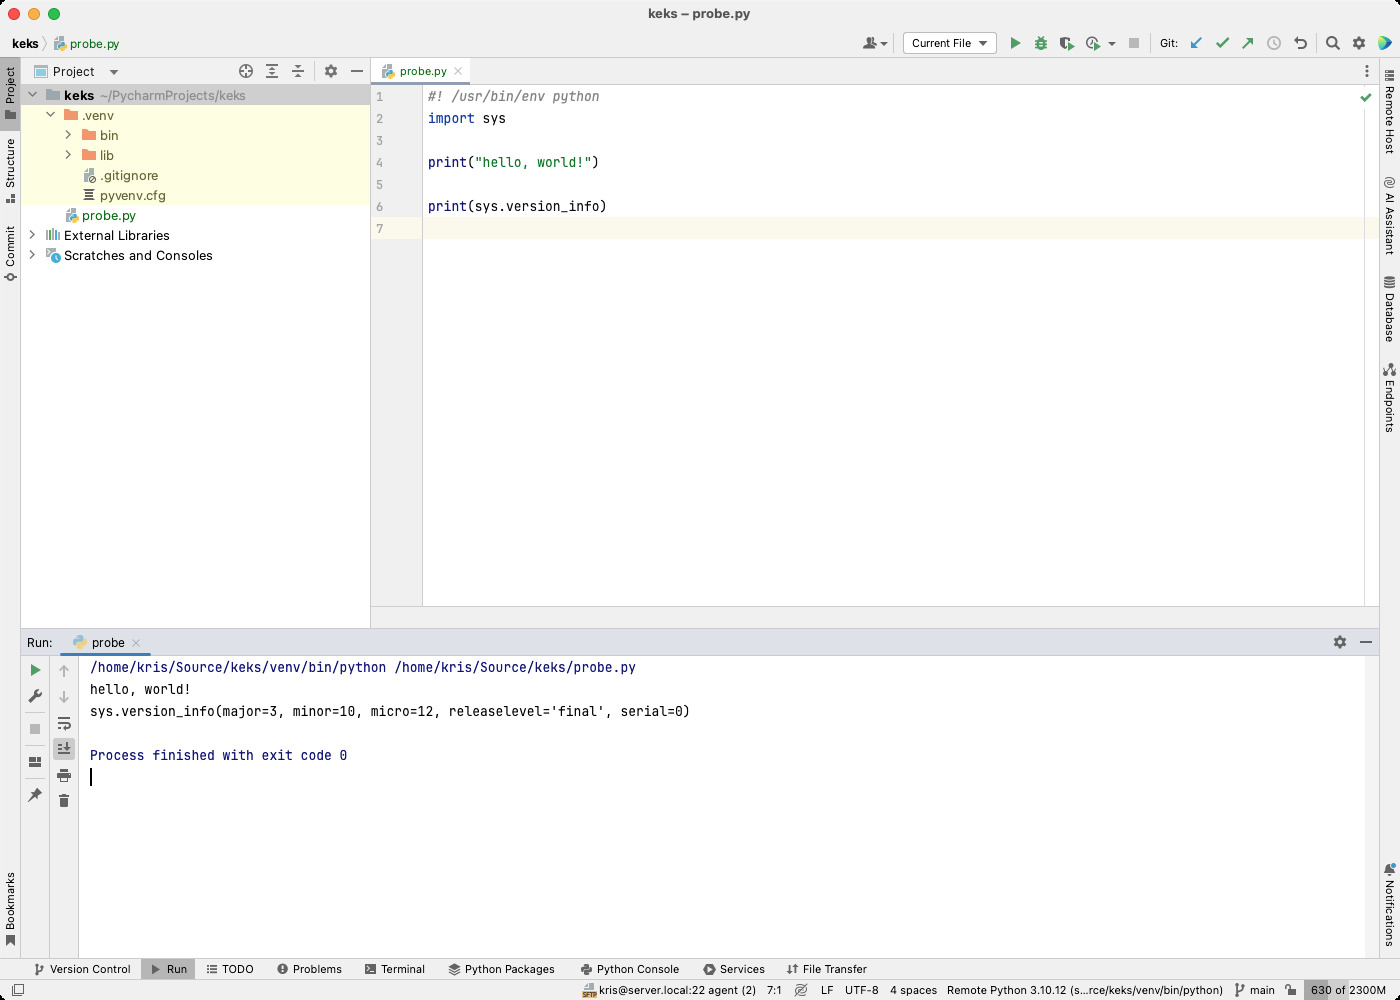 keks – probe.py
keks probe.py
Current File
Git:
Project
keks ~/PycharmProjects/keks
.venv
bin
lib
.gitignore
pyvenv.cfg
probe.py
External Libraries
Scratches and Consoles
Project
Structure
Commit
Bookmarks
probe.py
1 #! /usr/bin/env python
2 import sys
3
4 print("hello, world!")
5
6 print(sys.version_info)
7
Remote Host
AI Assistant
Database
Endpoints
Notifications
Run: probe
/home/kris/Source/keks/venv/bin/python /home/kris/Source/keks/probe.py
hello, world!
sys.version_info(major=3, minor=10, micro=12, releaselevel='final', serial=0)
Process finished with exit code 0
Version Control Run TODO Problems Terminal Python Packages Python Console Services File Transfer
SFTP kris@server.local:22 agent (2) 7:1 LF UTF-8 4 spaces Remote Python 3.10.12 (s...rce/keks/venv/bin/python) main 630 of 2300M